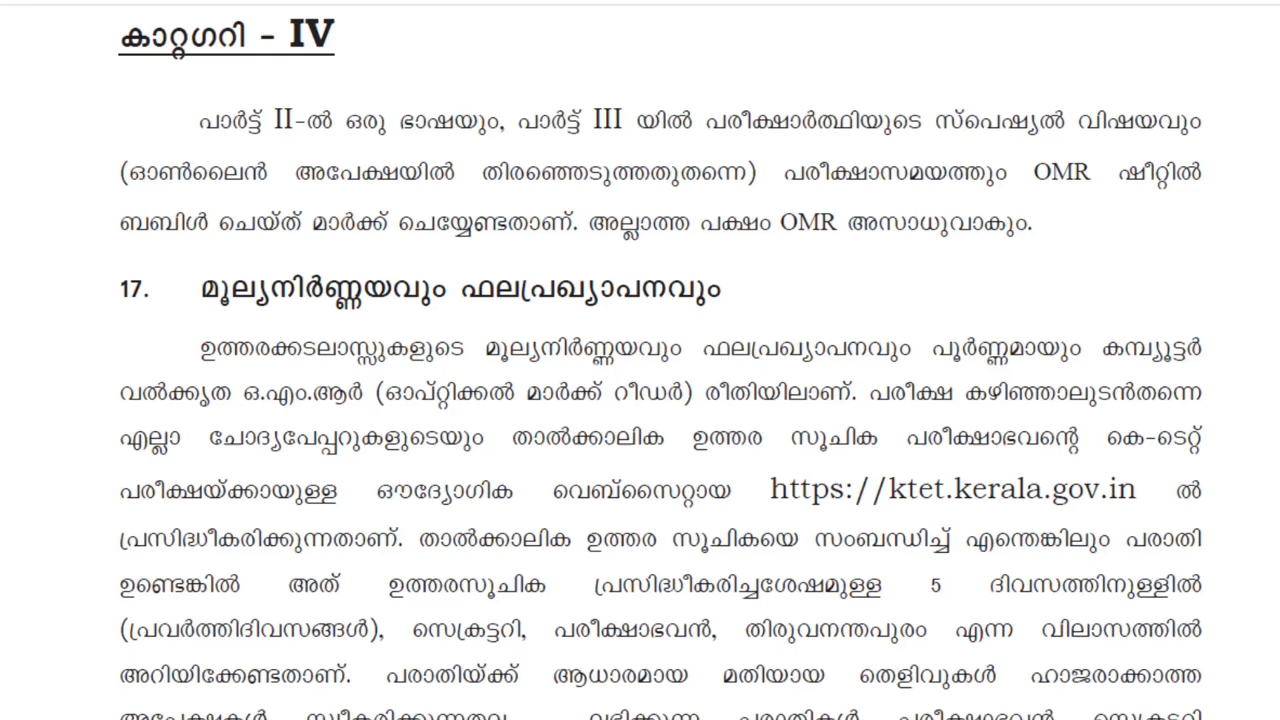 കാറ്റഗറി - IV
പാർട്ട് II-ൽ ഒരു ഭാഷയും, പാർട്ട് III യിൽ പരീക്ഷാർത്ഥിയുടെ സ്പെഷ്യൽ വിഷയവും
(ഓൺലൈൻ അപേക്ഷയിൽ തിരഞ്ഞെടുത്തതുതന്നെ) പരീക്ഷാസമയത്തും OMR ഷീറ്റിൽ
ബബിൾ ചെയ്ത് മാർക്ക് ചെയ്യേണ്ടതാണ്. അല്ലാത്ത പക്ഷം OMR അസാധുവാകും.
17. മൂല്യനിർണ്ണയവും ഫലപ്രഖ്യാപനവും
ഉത്തരക്കടലാസ്സുകളുടെ മൂല്യനിർണ്ണയവും ഫലപ്രഖ്യാപനവും പൂർണ്ണമായും കമ്പ്യൂട്ടർ
വൽക്കൃത ഒ.എം.ആർ (ഓപ്റ്റിക്കൽ മാർക്ക് റീഡർ) രീതിയിലാണ്. പരീക്ഷ കഴിഞ്ഞാലുടൻതന്നെ
എല്ലാ ചോദ്യപേപ്പറുകളുടെയും താൽക്കാലിക ഉത്തര സൂചിക പരീക്ഷാഭവന്റെ കെ-ടെറ്റ്
പരീക്ഷയ്ക്കായുള്ള ഔദ്യോഗിക വെബ്സൈറ്റായ https://ktet.kerala.gov.in ൽ
പ്രസിദ്ധീകരിക്കുന്നതാണ്. താൽക്കാലിക ഉത്തര സൂചികയെ സംബന്ധിച്ച് എന്തെങ്കിലും പരാതി
ഉണ്ടെങ്കിൽ അത് ഉത്തരസൂചിക പ്രസിദ്ധീകരിച്ചശേഷമുള്ള 5 ദിവസത്തിനുള്ളിൽ
(പ്രവർത്തിദിവസങ്ങൾ), സെക്രട്ടറി, പരീക്ഷാഭവൻ, തിരുവനന്തപുരം എന്ന വിലാസത്തിൽ
അറിയിക്കേണ്ടതാണ്. പരാതിയ്ക്ക് ആധാരമായ മതിയായ തെളിവുകൾ ഹാജരാക്കാത്ത